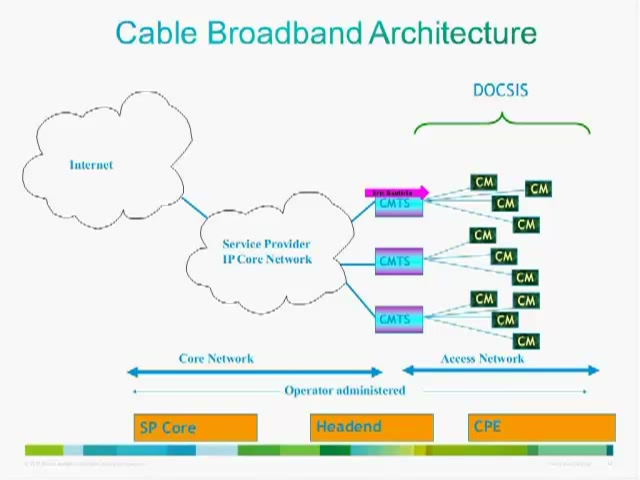 Cable Broadband Architecture
DOCSIS
Internet
Service Provider
IP Core Network
CMTS
CMTS
CMTS
CM
CM
CM
CM
CM
CM
CM
CM
CM
CM
CM
Core Network
Access Network
Operator administered
SP Core
Headend
CPE